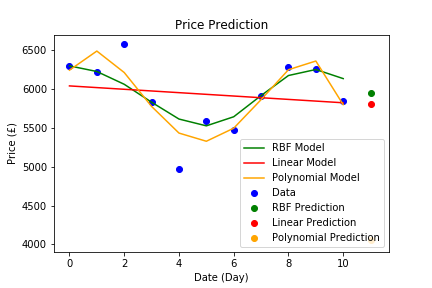 Price Prediction
Price (£)
6500
6000
5500
5000
4500
4000
RBF Model
Linear Model
Polynomial Model
Data
RBF Prediction
Linear Prediction
Polynomial Prediction
0
2
4
6
8
10
Date (Day)